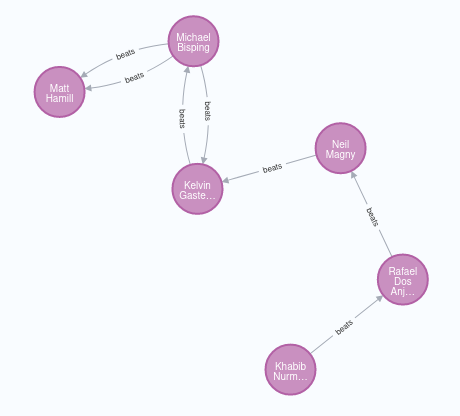 Michael
Bisping
beats
beats
Matt
Hamill
beats
beats
Neil
Magny
beats
Kelvin
Gaste...
beats
Rafael
Dos
Anj...
beats
Khabib
Nurm...